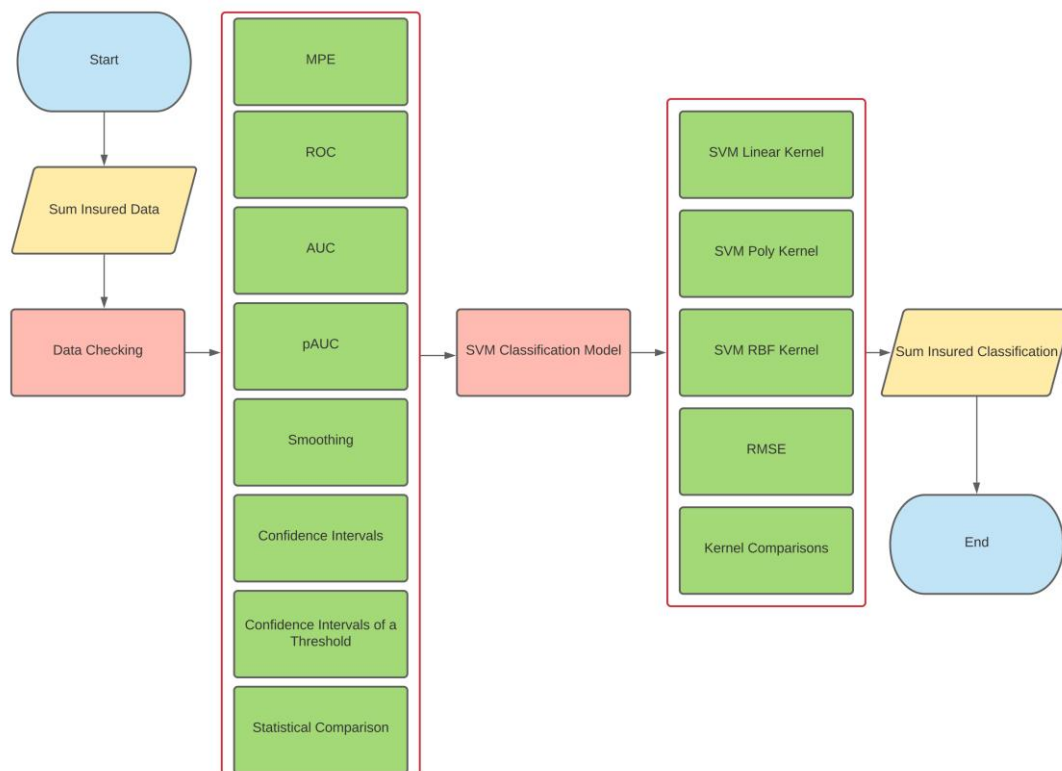 Start
Sum Insured Data
Data Checking
MPE
ROC
AUC
pAUC
Smoothing
Confidence Intervals
Confidence Intervals of a
Threshold
Statistical Comparison
SVM Classification Model
SVM Linear Kernel
SVM Poly Kernel
SVM RBF Kernel
RMSE
Kernel Comparisons
Sum Insured Classification
End